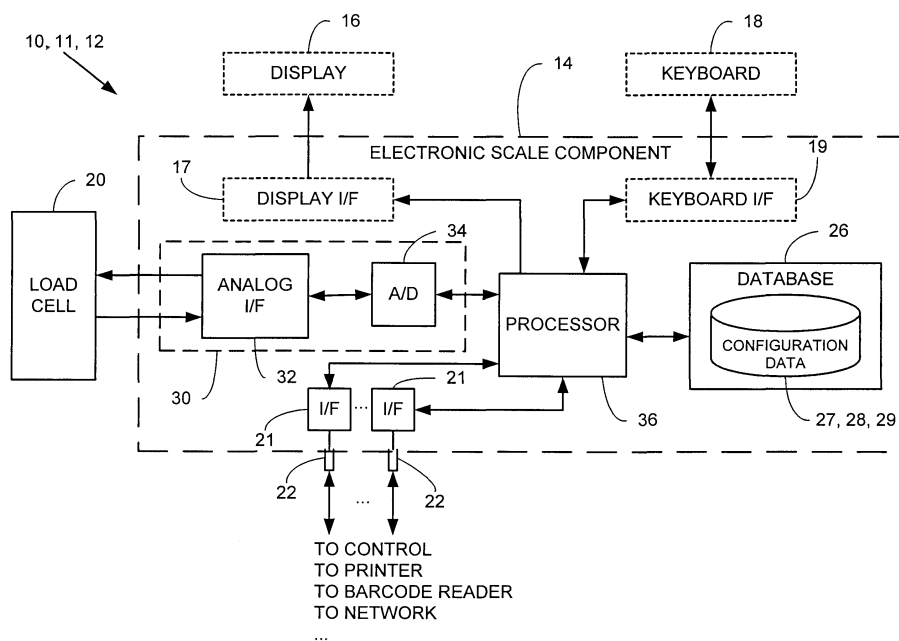 10, 11, 12
16
DISPLAY
18
KEYBOARD
14
ELECTRONIC SCALE COMPONENT
17
DISPLAY I/F
KEYBOARD I/F
19
20
LOAD
CELL
34
ANALOG
I/F
A/D
PROCESSOR
26
DATABASE
CONFIGURATION
DATA
30
32
21
I/F
...
I/F
21
36
27, 28, 29
22
...
22
TO CONTROL
TO PRINTER
TO BARCODE READER
TO NETWORK
...